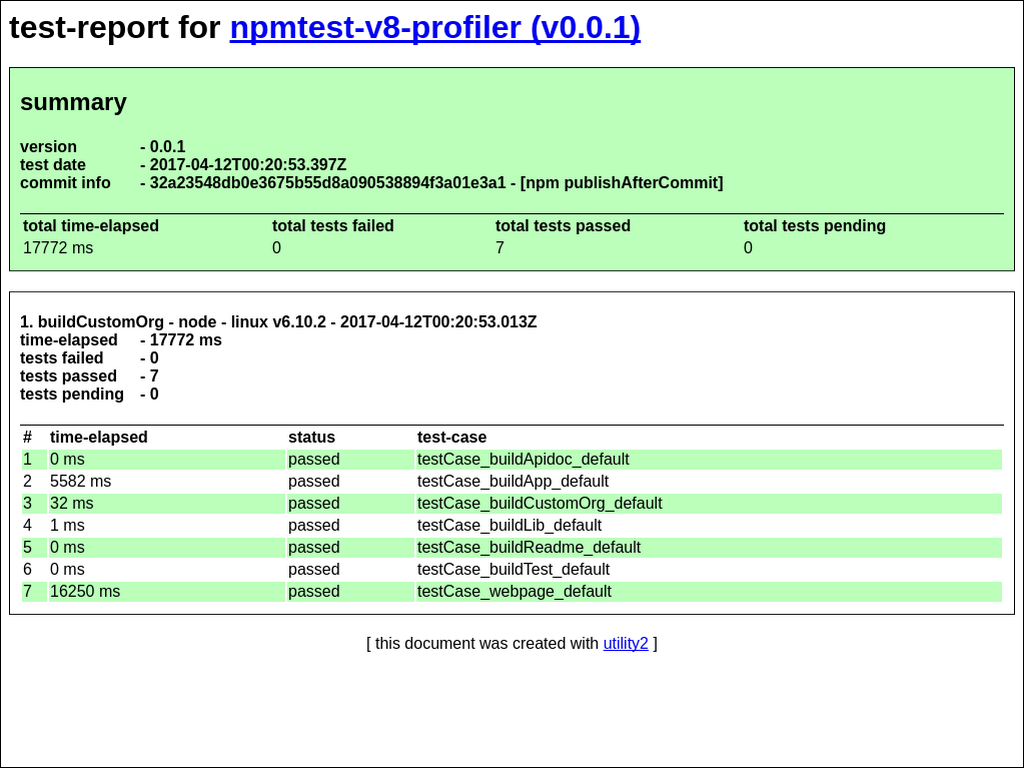 test-report for npmtest-v8-profiler (v0.0.1)
summary
version - 0.0.1
test date - 2017-04-12T00:20:53.397Z
commit info - 32a23548db0e3675b55d8a090538894f3a01e3a1 - [npm publishAfterCommit]
total time-elapsed total tests failed total tests passed total tests pending
17772 ms 0 7 0
1. buildCustomOrg - node - linux v6.10.2 - 2017-04-12T00:20:53.013Z
time-elapsed - 17772 ms
tests failed - 0
tests passed - 7
tests pending - 0
# time-elapsed status test-case
1 0 ms passed testCase_buildApidoc_default
2 5582 ms passed testCase_buildApp_default
3 32 ms passed testCase_buildCustomOrg_default
4 1 ms passed testCase_buildLib_default
5 0 ms passed testCase_buildReadme_default
6 0 ms passed testCase_buildTest_default
7 16250 ms passed testCase_webpage_default
[ this document was created with utility2 ]